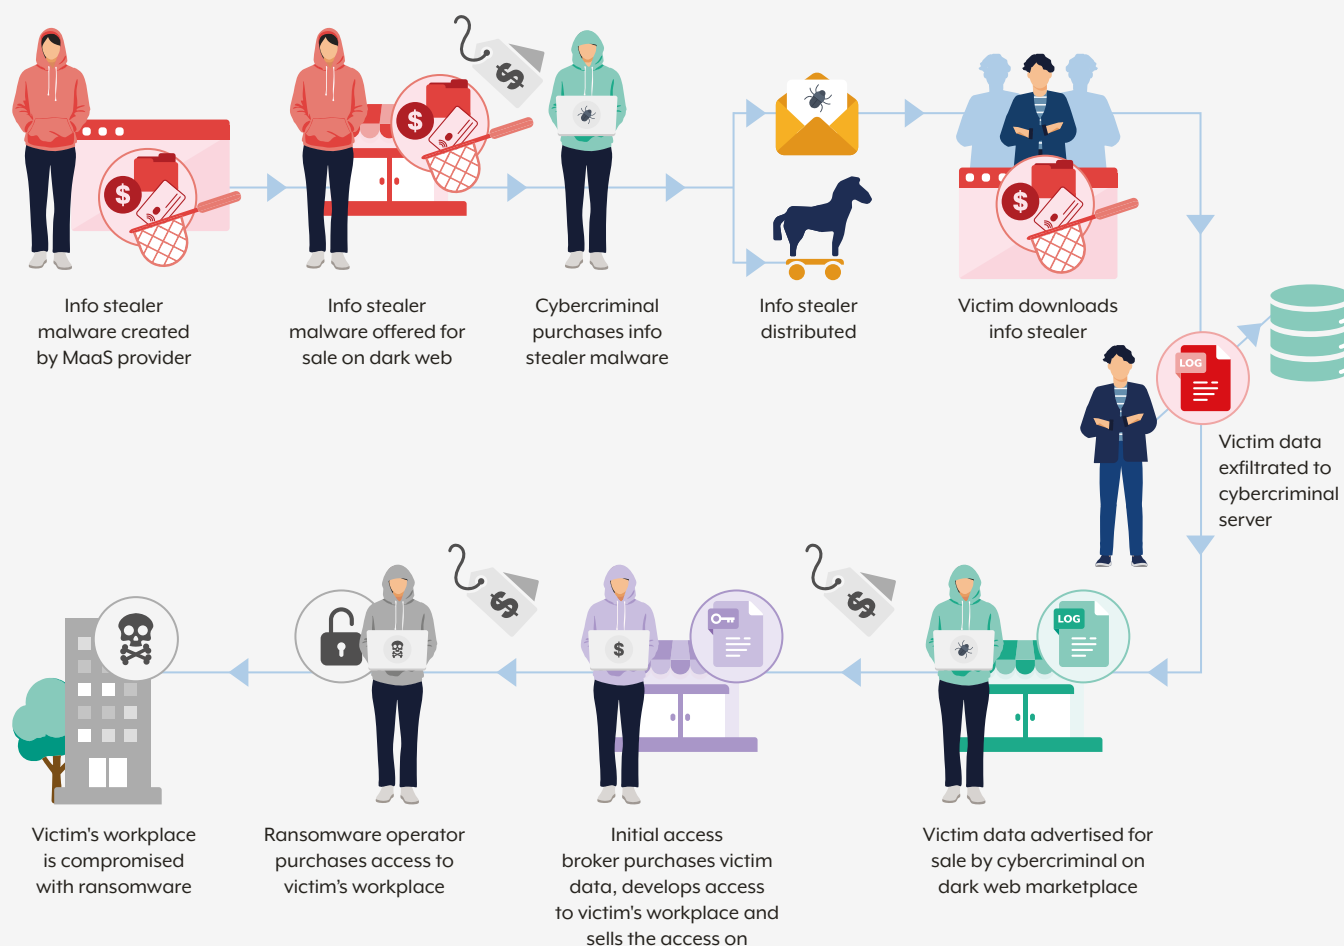 $
$
$
$
LOG
Info stealer
malware created
by MaaS provider
Info stealer
malware offered for
sale on dark web
Cybercriminal
purchases info
stealer malware
Info stealer
distributed
Victim downloads
info stealer
Victim data
exfiltrated to
cybercriminal
server
$
$
$
LOG
Victim's workplace
is compromised
with ransomware
Ransomware operator
purchases access to
victim’s workplace
Initial access
broker purchases victim
data, develops access
to victim's workplace and
sells the access on
Victim data advertised for
sale by cybercriminal on
dark web marketplace